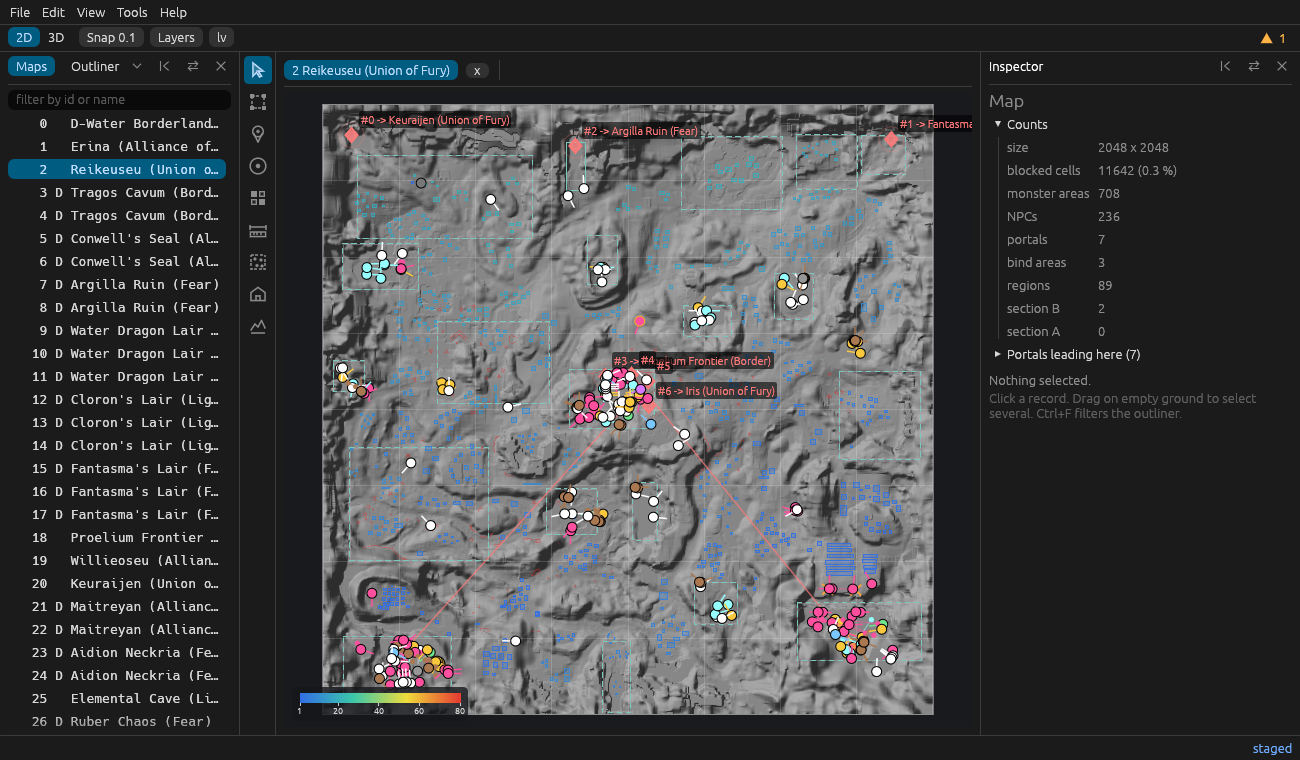 File Edit View Tools Help
2D 3D Snap 0.1 Layers lv 1
Maps Outliner
filter by id or name
0 D-Water Borderland…
1 Erina (Alliance of…
2 Reikeuseu (Union o…
3 D Tragos Cavum (Bord…
4 D Tragos Cavum (Bord…
5 D Conwell's Seal (Al…
6 D Conwell's Seal (Al…
7 D Argilla Ruin (Fear)
8 D Argilla Ruin (Fear)
9 D Water Dragon Lair …
10 D Water Dragon Lair …
11 D Water Dragon Lair …
12 D Cloron's Lair (Lig…
13 D Cloron's Lair (Lig…
14 D Cloron's Lair (Lig…
15 D Fantasma's Lair (F…
16 D Fantasma's Lair (F…
17 D Fantasma's Lair (F…
18 Proelium Frontier …
19 Willieoseu (Allian…
20 Keuraijen (Union o…
21 D Maitreyan (Allianc…
22 D Maitreyan (Allianc…
23 D Aidion Neckria (Fe…
24 D Aidion Neckria (Fe…
25 Elemental Cave (Li…
26 D Ruber Chaos (Fear)
2 Reikeuseu (Union of Fury) x
#0 -> Keuraijen (Union of Fury)
#2 -> Argilla Ruin (Fear)
#1 -> Fantasma
#3 -> #4 Frontier (Border)
#5
#6 -> Iris (Union of Fury)
1 20 40 60 80
Inspector
Map
Counts
size 2048 x 2048
blocked cells 11642 (0.3 %)
monster areas 708
NPCs 236
portals 7
bind areas 3
regions 89
section B 2
section A 0
Portals leading here (7)
Nothing selected.
Click a record. Drag on empty ground to select
several. Ctrl+F filters the outliner.
staged